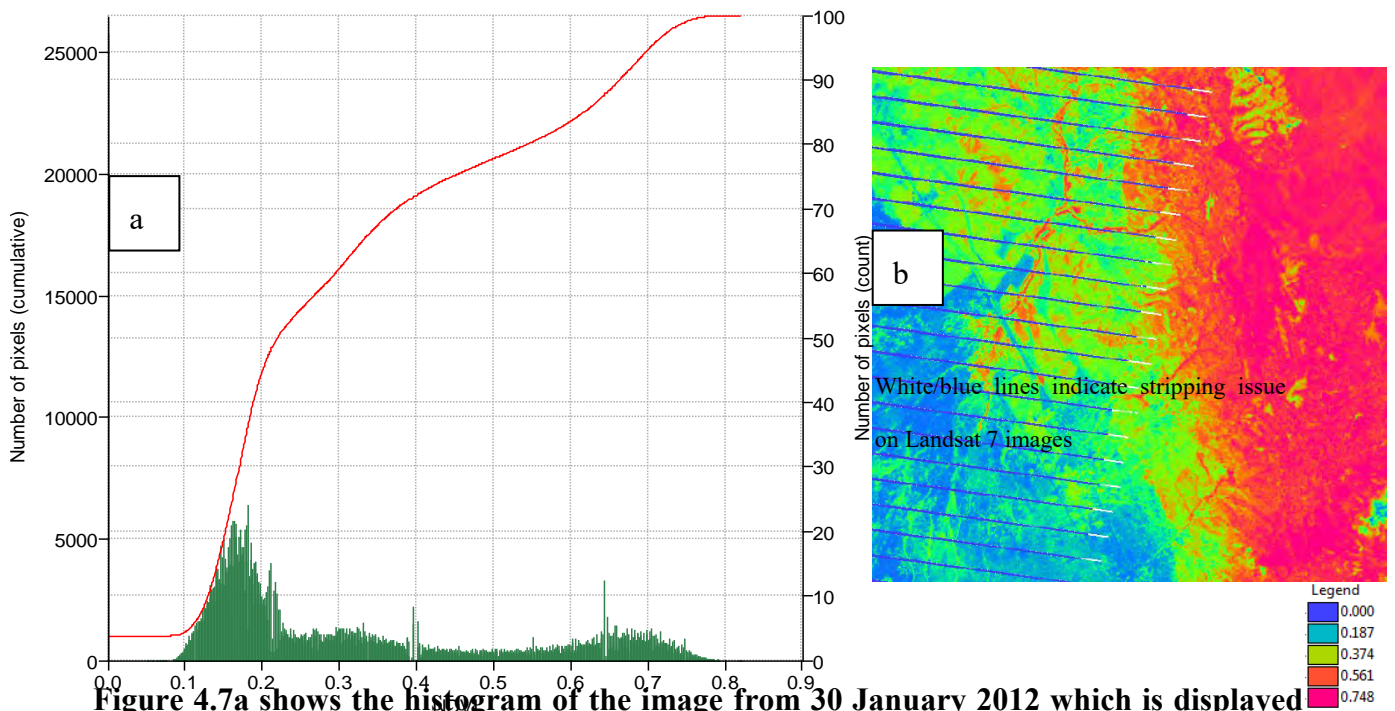 Number of pixels (cumulative)
25000
20000
15000
10000
5000
0
a
100
90
80
70
60
50
40
30
20
10
0
Number of pixels (count)
0.0 0.1 0.2 0.3 0.4 0.5 0.6 0.7 0.8 0.9
b
White/blue lines indicate stripping issue
on Landsat 7 images
Legend
0.000
0.187
0.374
0.561
0.748
Figure 4.7a shows the histogram of the image from 30 January 2012 which is displayed